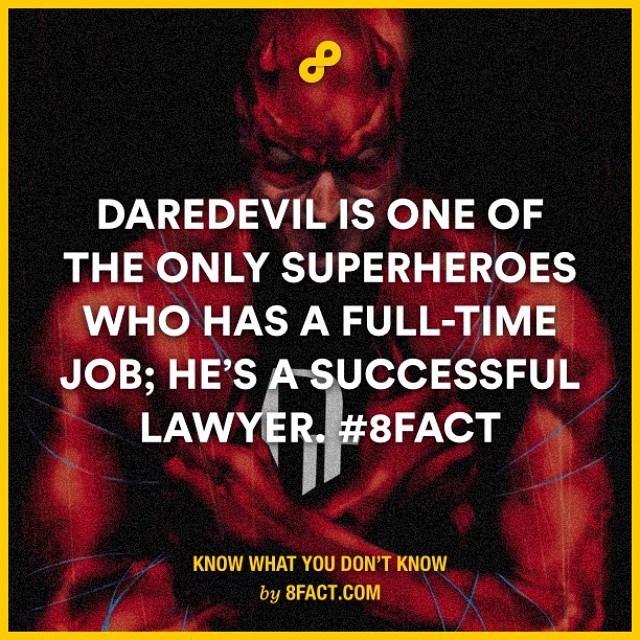 DAREDEVIL IS ONE OF
THE ONLY SUPERHEROES
WHO HAS A FULL-TIME
JOB; HE'S A SUCCESSFUL
LAWYER. #8FACT
KNOW WHAT YOU DON'T KNOW
by 8FACT.COM